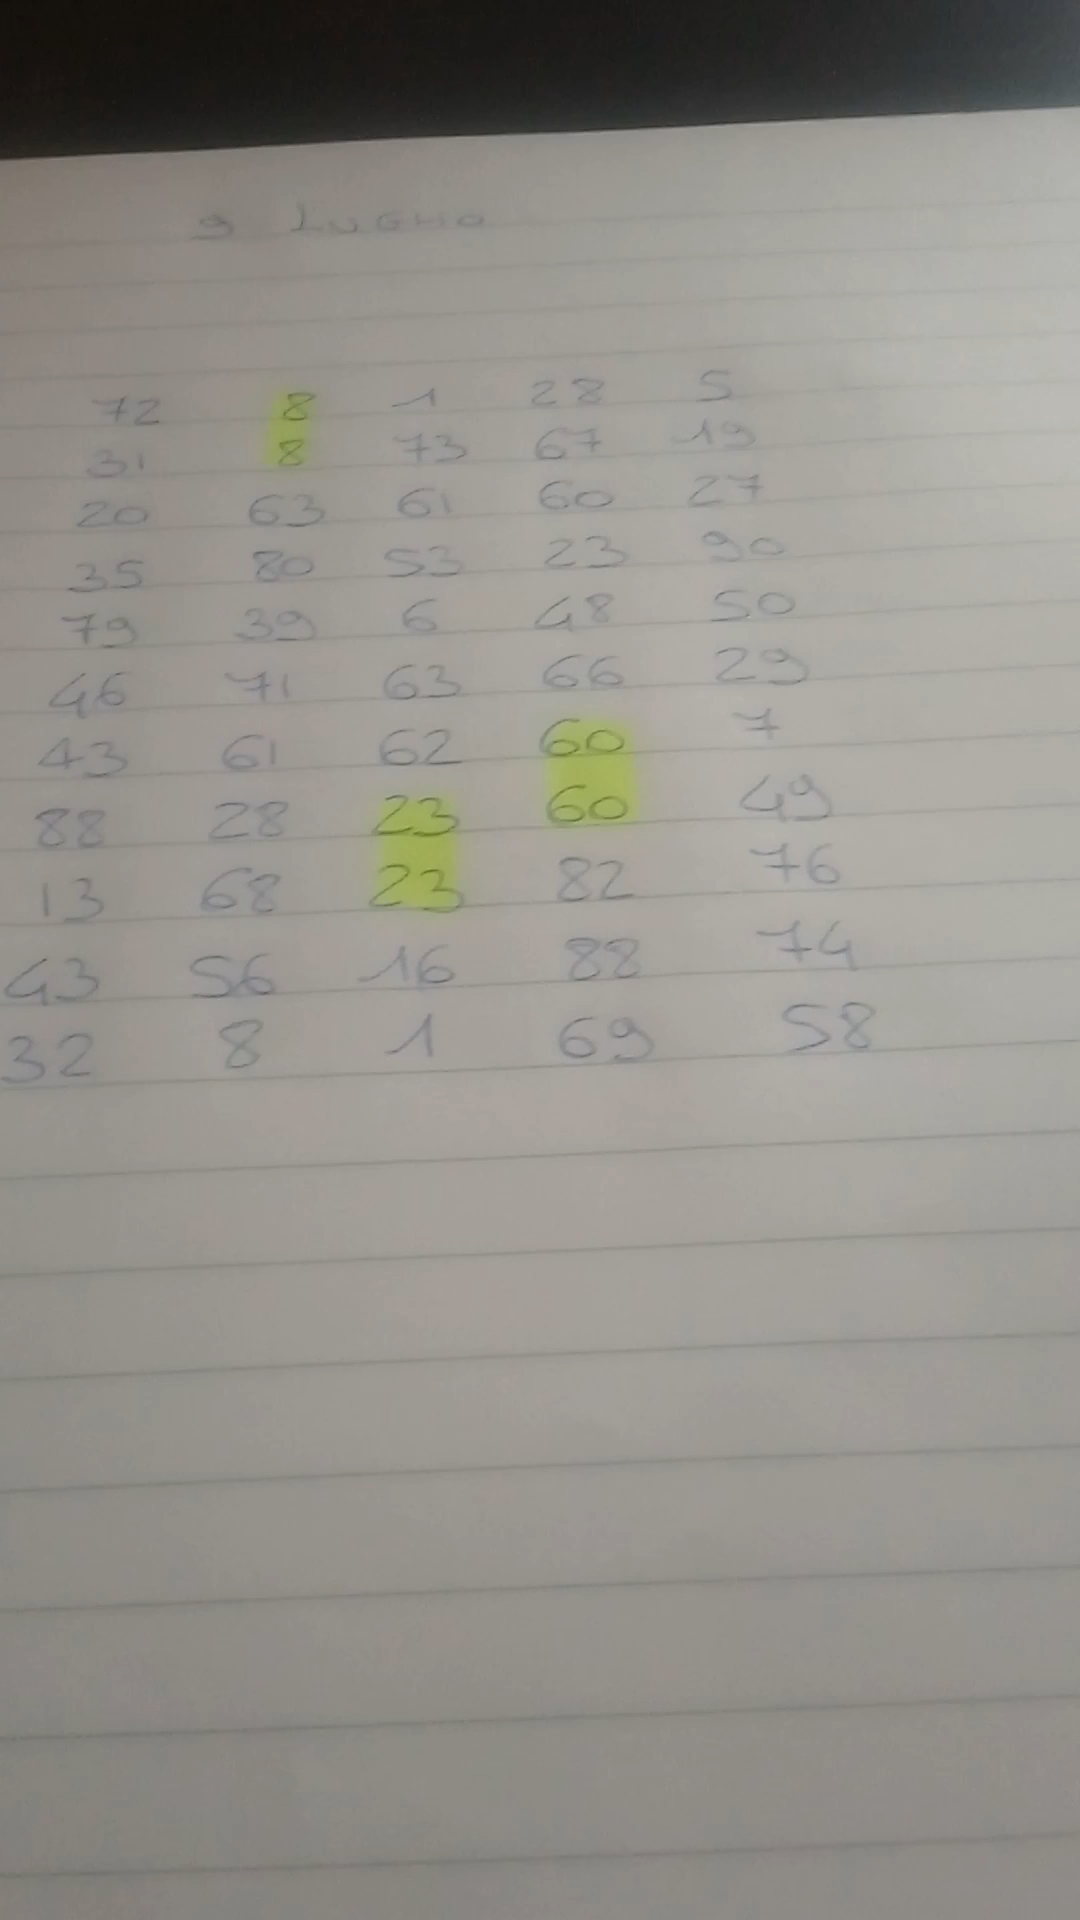 9 LUGLIO
72 8 1 28 5
31 8 73 67 19
20 63 61 60 27
35 80 53 23 90
79 39 6 48 50
46 71 63 66 29
43 61 62 60 7
88 28 23 60 49
13 68 23 82 76
43 56 16 88 74
32 8 1 69 58